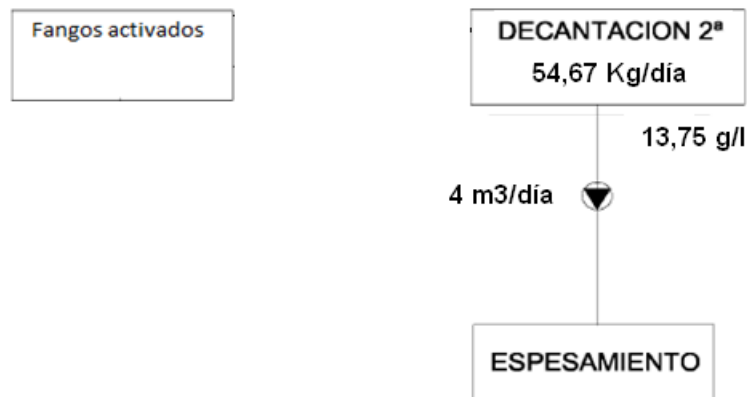 Fangos activados
DECANTACION 2ª
54,67 Kg/día
13,75 g/l
4 m3/día
ESPESAMIENTO